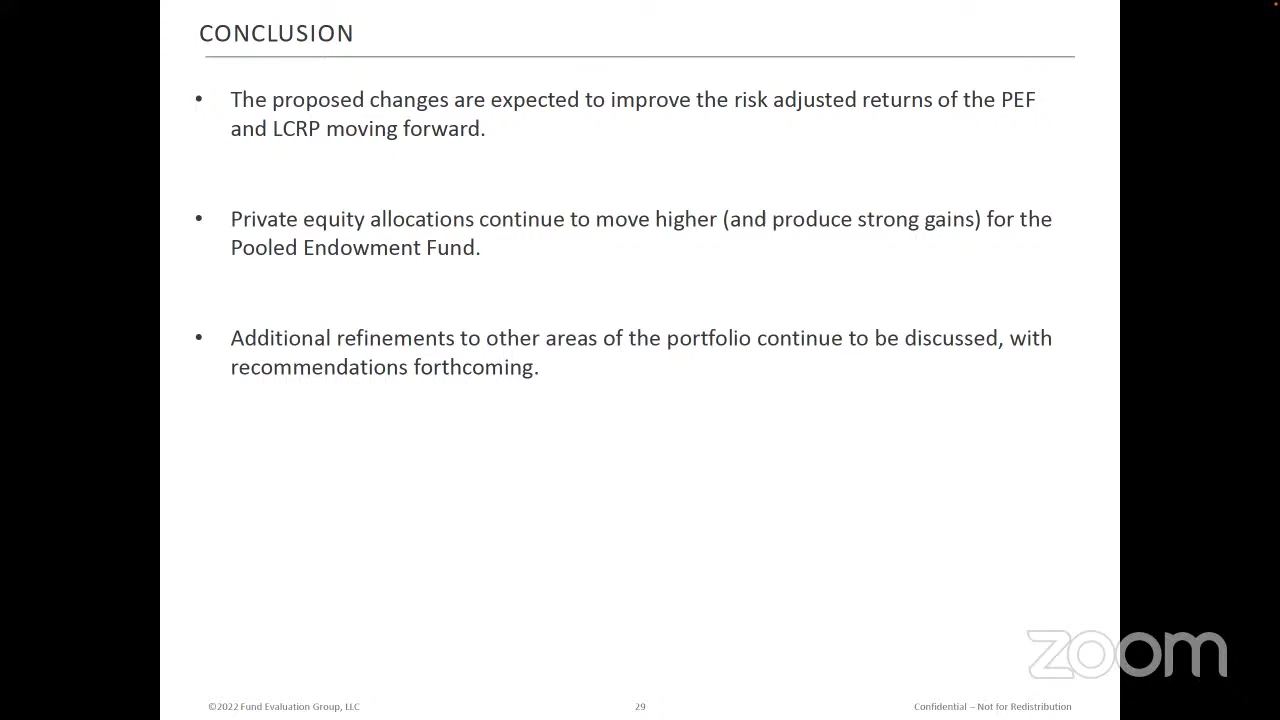 CONCLUSION
• The proposed changes are expected to improve the risk adjusted returns of the PEF
and LCRP moving forward.
• Private equity allocations continue to move higher (and produce strong gains) for the
Pooled Endowment Fund.
• Additional refinements to other areas of the portfolio continue to be discussed, with
recommendations forthcoming.
zoom
©2022 Fund Evaluation Group, LLC
29
Confidential – Not for Redistribution